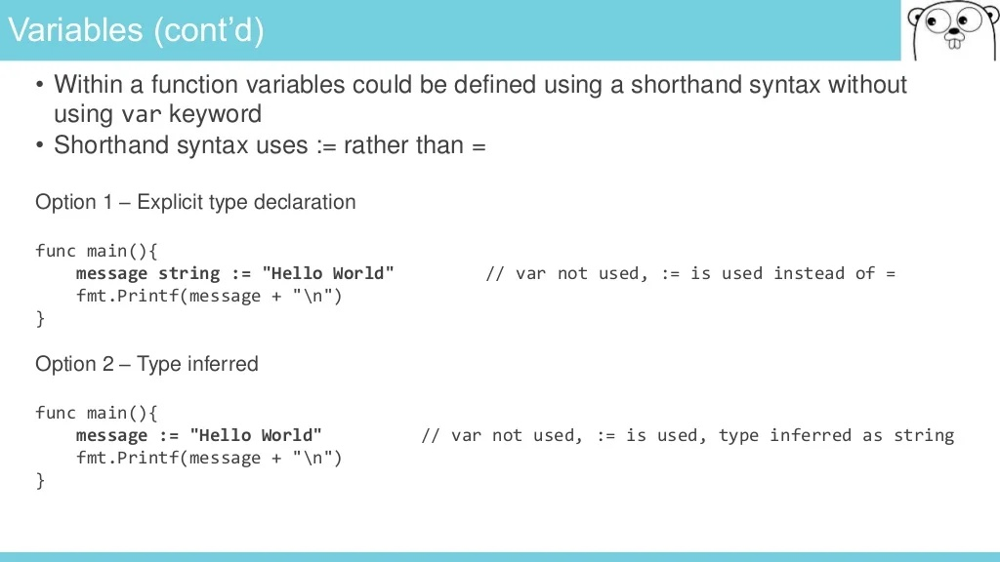 Variables (cont’d)
• Within a function variables could be defined using a shorthand syntax without
using var keyword
• Shorthand syntax uses := rather than =
Option 1 – Explicit type declaration
func main(){
    message string := "Hello World"         // var not used, := is used instead of =
    fmt.Printf(message + "\n")
}
Option 2 – Type inferred
func main(){
    message := "Hello World"          // var not used, := is used, type inferred as string
    fmt.Printf(message + "\n")
}